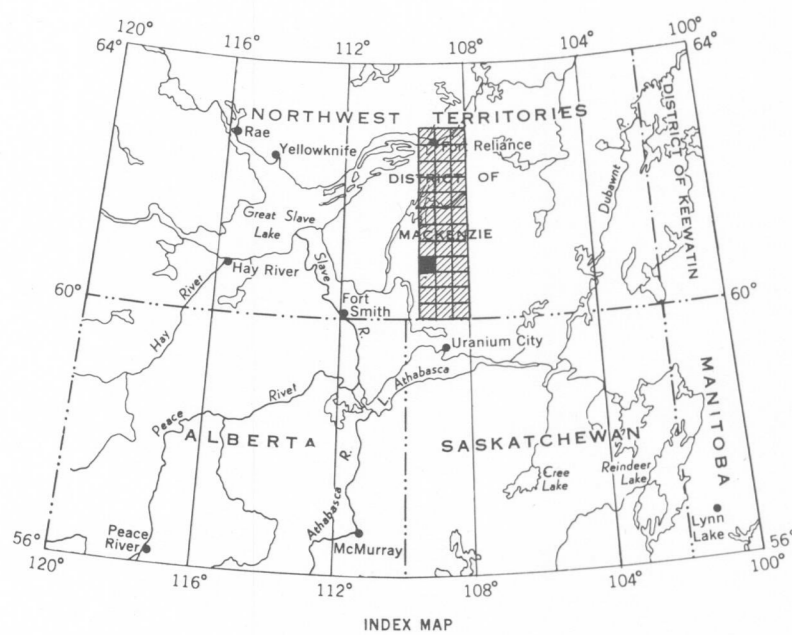 120°
116°
112°
108°
104°
100°
64°
64°
NORTHWEST TERRITORIES
Rae
Yellowknife
Fort Reliance
DISTRICT OF
MACKENZIE
DISTRICT OF KEEWATIN
Dubawnt R.
Great Slave
Lake
Slave
R.
Hay River
Hay River
60°
60°
Fort
Smith
Uranium City
L. Athabasca
Peace River
ALBERTA
SASKATCHEWAN
MANITOBA
Athabasca R.
Cree
Lake
Reindeer
Lake
Lynn
Lake
Peace
River
McMurray
56°
56°
120°
116°
112°
108°
104°
100°
INDEX MAP